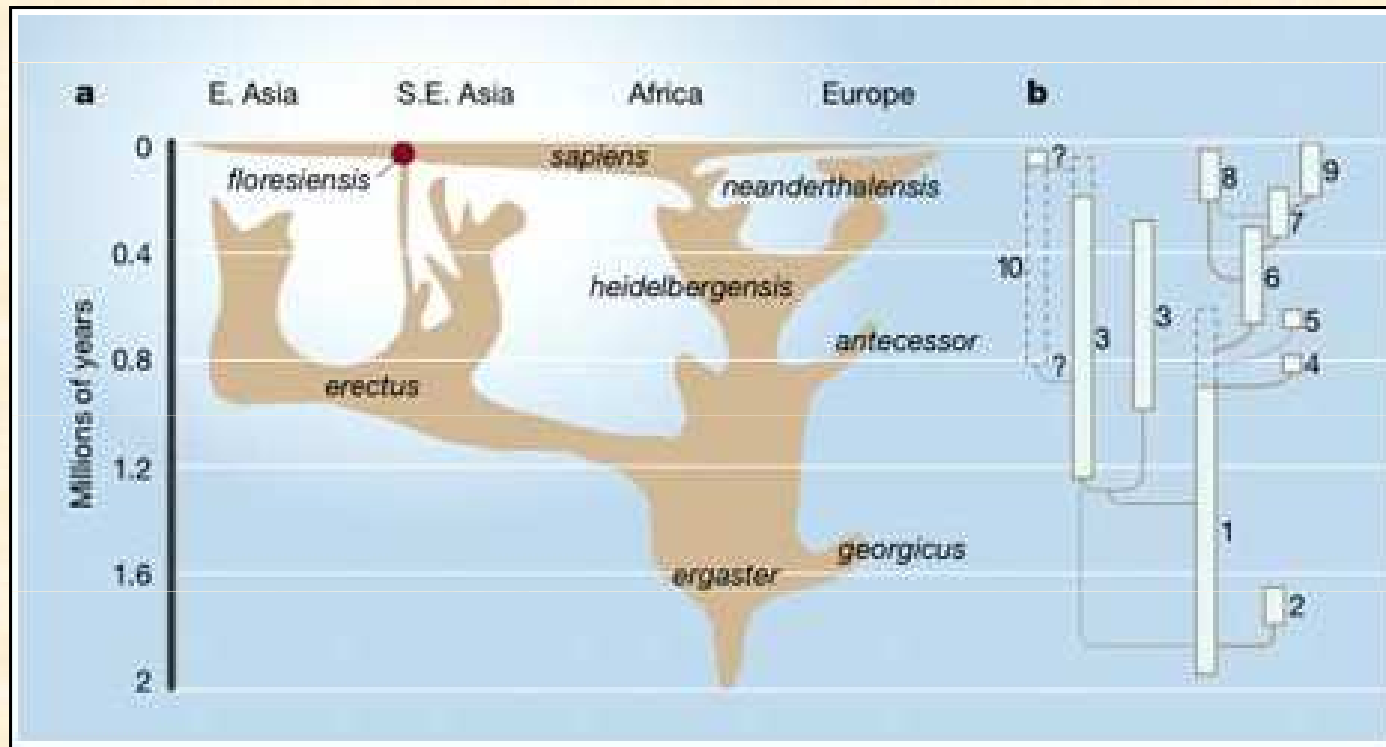 a E. Asia S.E. Asia Africa Europe b
0
sapiens
floresiensis
neanderthalensis
0.4
heidelbergensis
antecessor
0.8
erectus
1.2
georgicus
1.6
ergaster
2
Millions of years
?
8
9
7
10
6
3
3
5
?
4
1
2